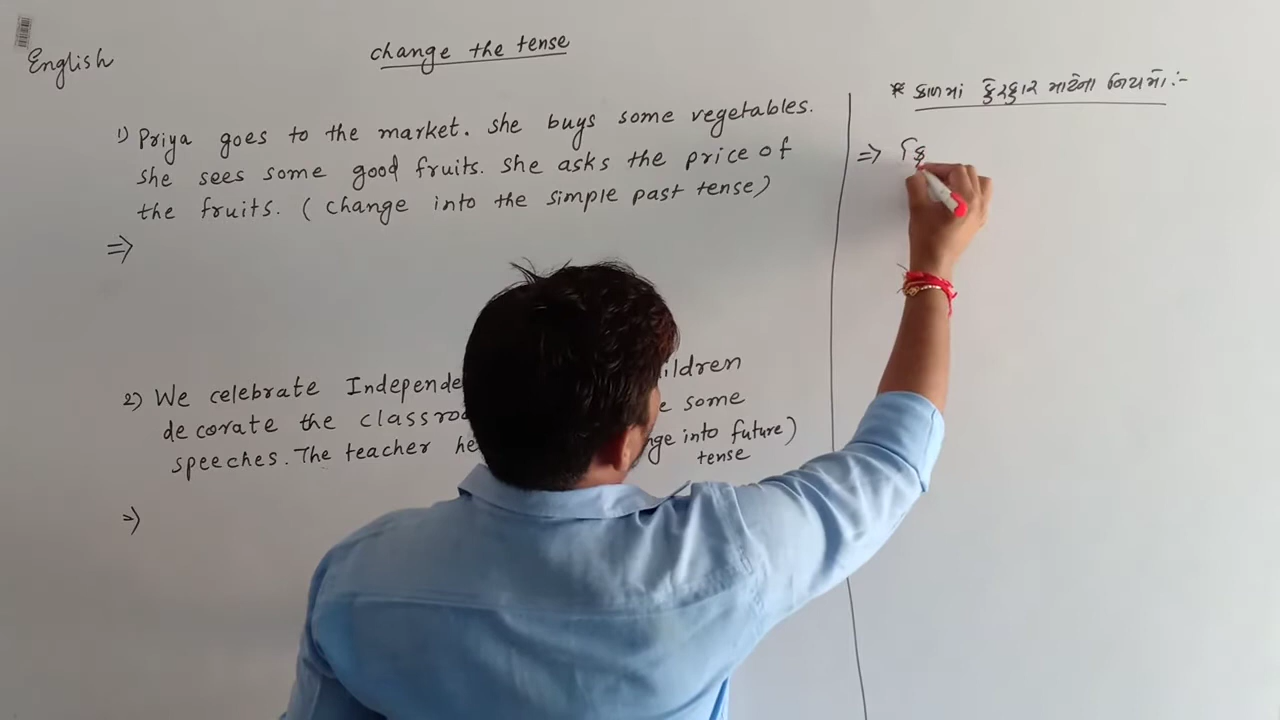 English
change the tense
1) Priya goes to the market. She buys some vegetables.
She sees some good fruits. She asks the price of
the fruits. (change into the simple past tense)
⇒
2) We celebrate Independe ildren
decorate the classroo e some
speeches. The teacher he nge into future)
tense
⇒
* કાળમાં ફેરફાર માટેના નિયમો:-
⇒ ક્રિ